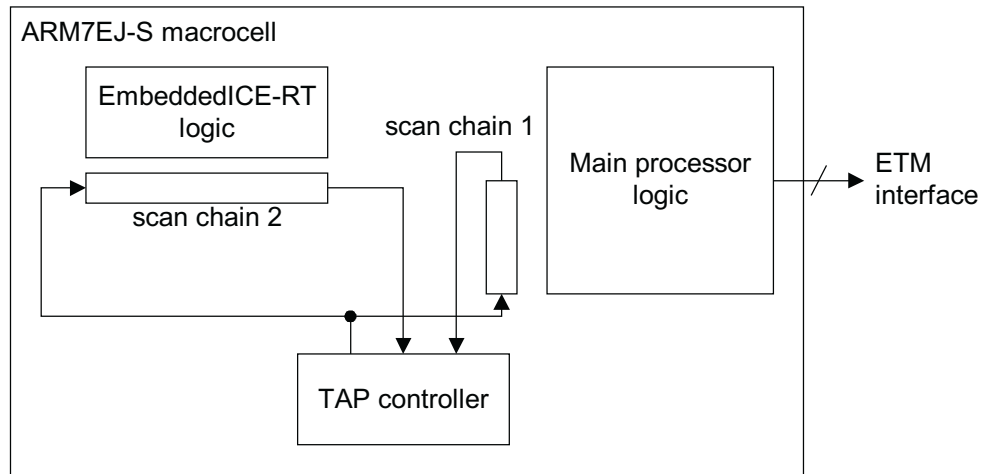 ARM7EJ-S macrocell
EmbeddedICE-RT
logic
scan chain 1
Main processor
logic
ETM
interface
scan chain 2
TAP controller